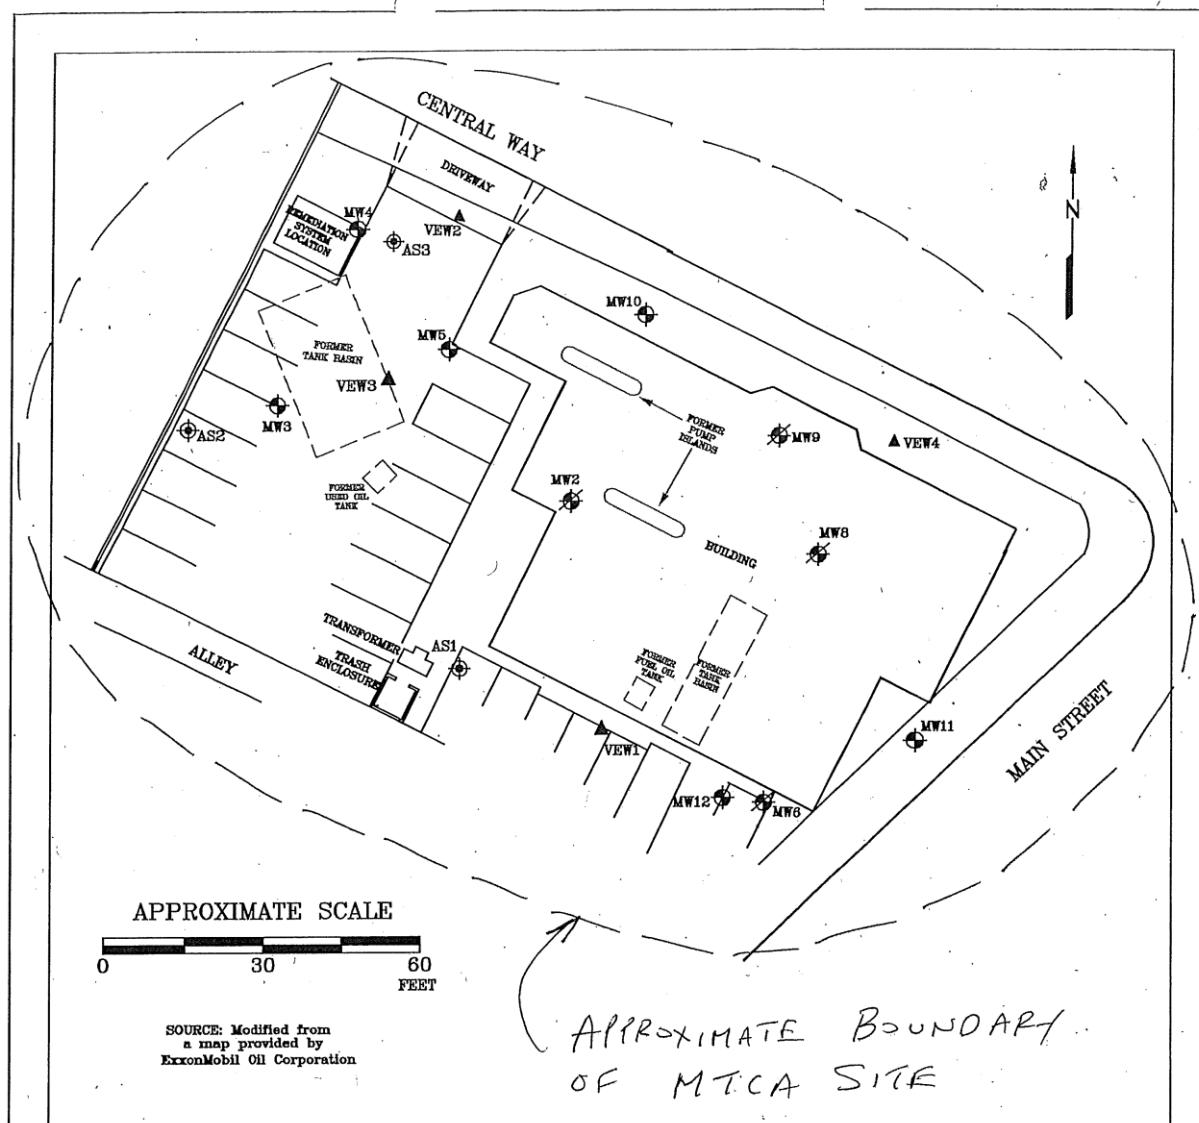 CENTRAL WAY
DRIVEWAY
N
MW4
REMEDIATION
SYSTEM
LOCATION
VEW2
AS3
MW10
MW5
FORMER
TANK BASIN
VEW3
MW3
AS2
FORMER
PUMP
ISLANDS
MW9
VEW4
FORMER
USED OIL
TANK
MW2
MW8
BUILDING
TRANSFORMER
AS1
ALLEY
TRASH
ENCLOSURE
FORMER
FUEL OIL
TANK
FORMER
TANK
BASIN
MAIN STREET
MW11
VEW1
MW12
MW6
APPROXIMATE SCALE
0 30 60
FEET
SOURCE: Modified from
a map provided by
ExxonMobil Oil Corporation
APPROXIMATE BOUNDARY
OF MTCA SITE